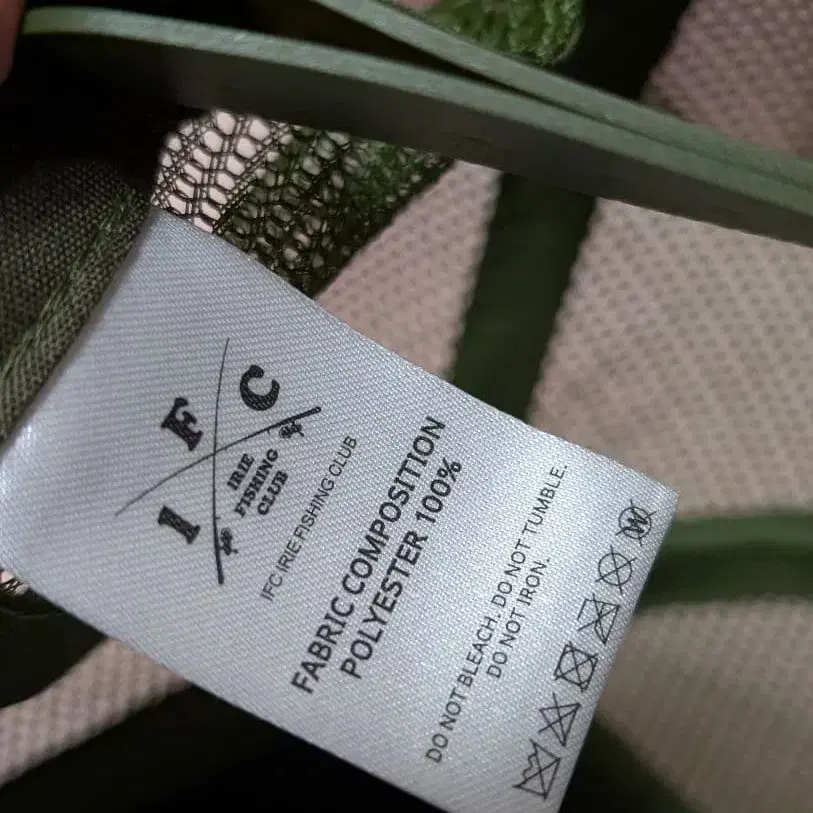 I F C
IRIE
FISHING
CLUB
IFC IRIE FISHING CLUB
FABRIC COMPOSITION
POLYESTER 100%
DO NOT BLEACH. DO NOT TUMBLE.
DO NOT IRON.
W